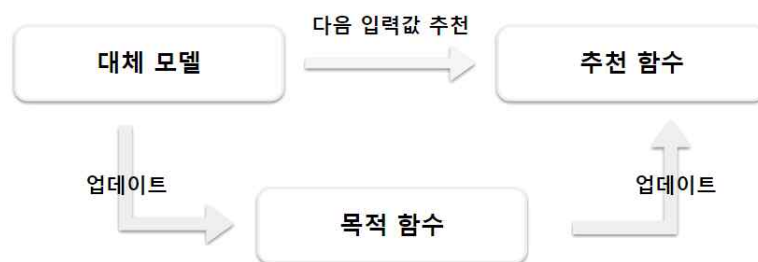 다음 입력값 추천
대체 모델
추천 함수
업데이트
업데이트
목적 함수